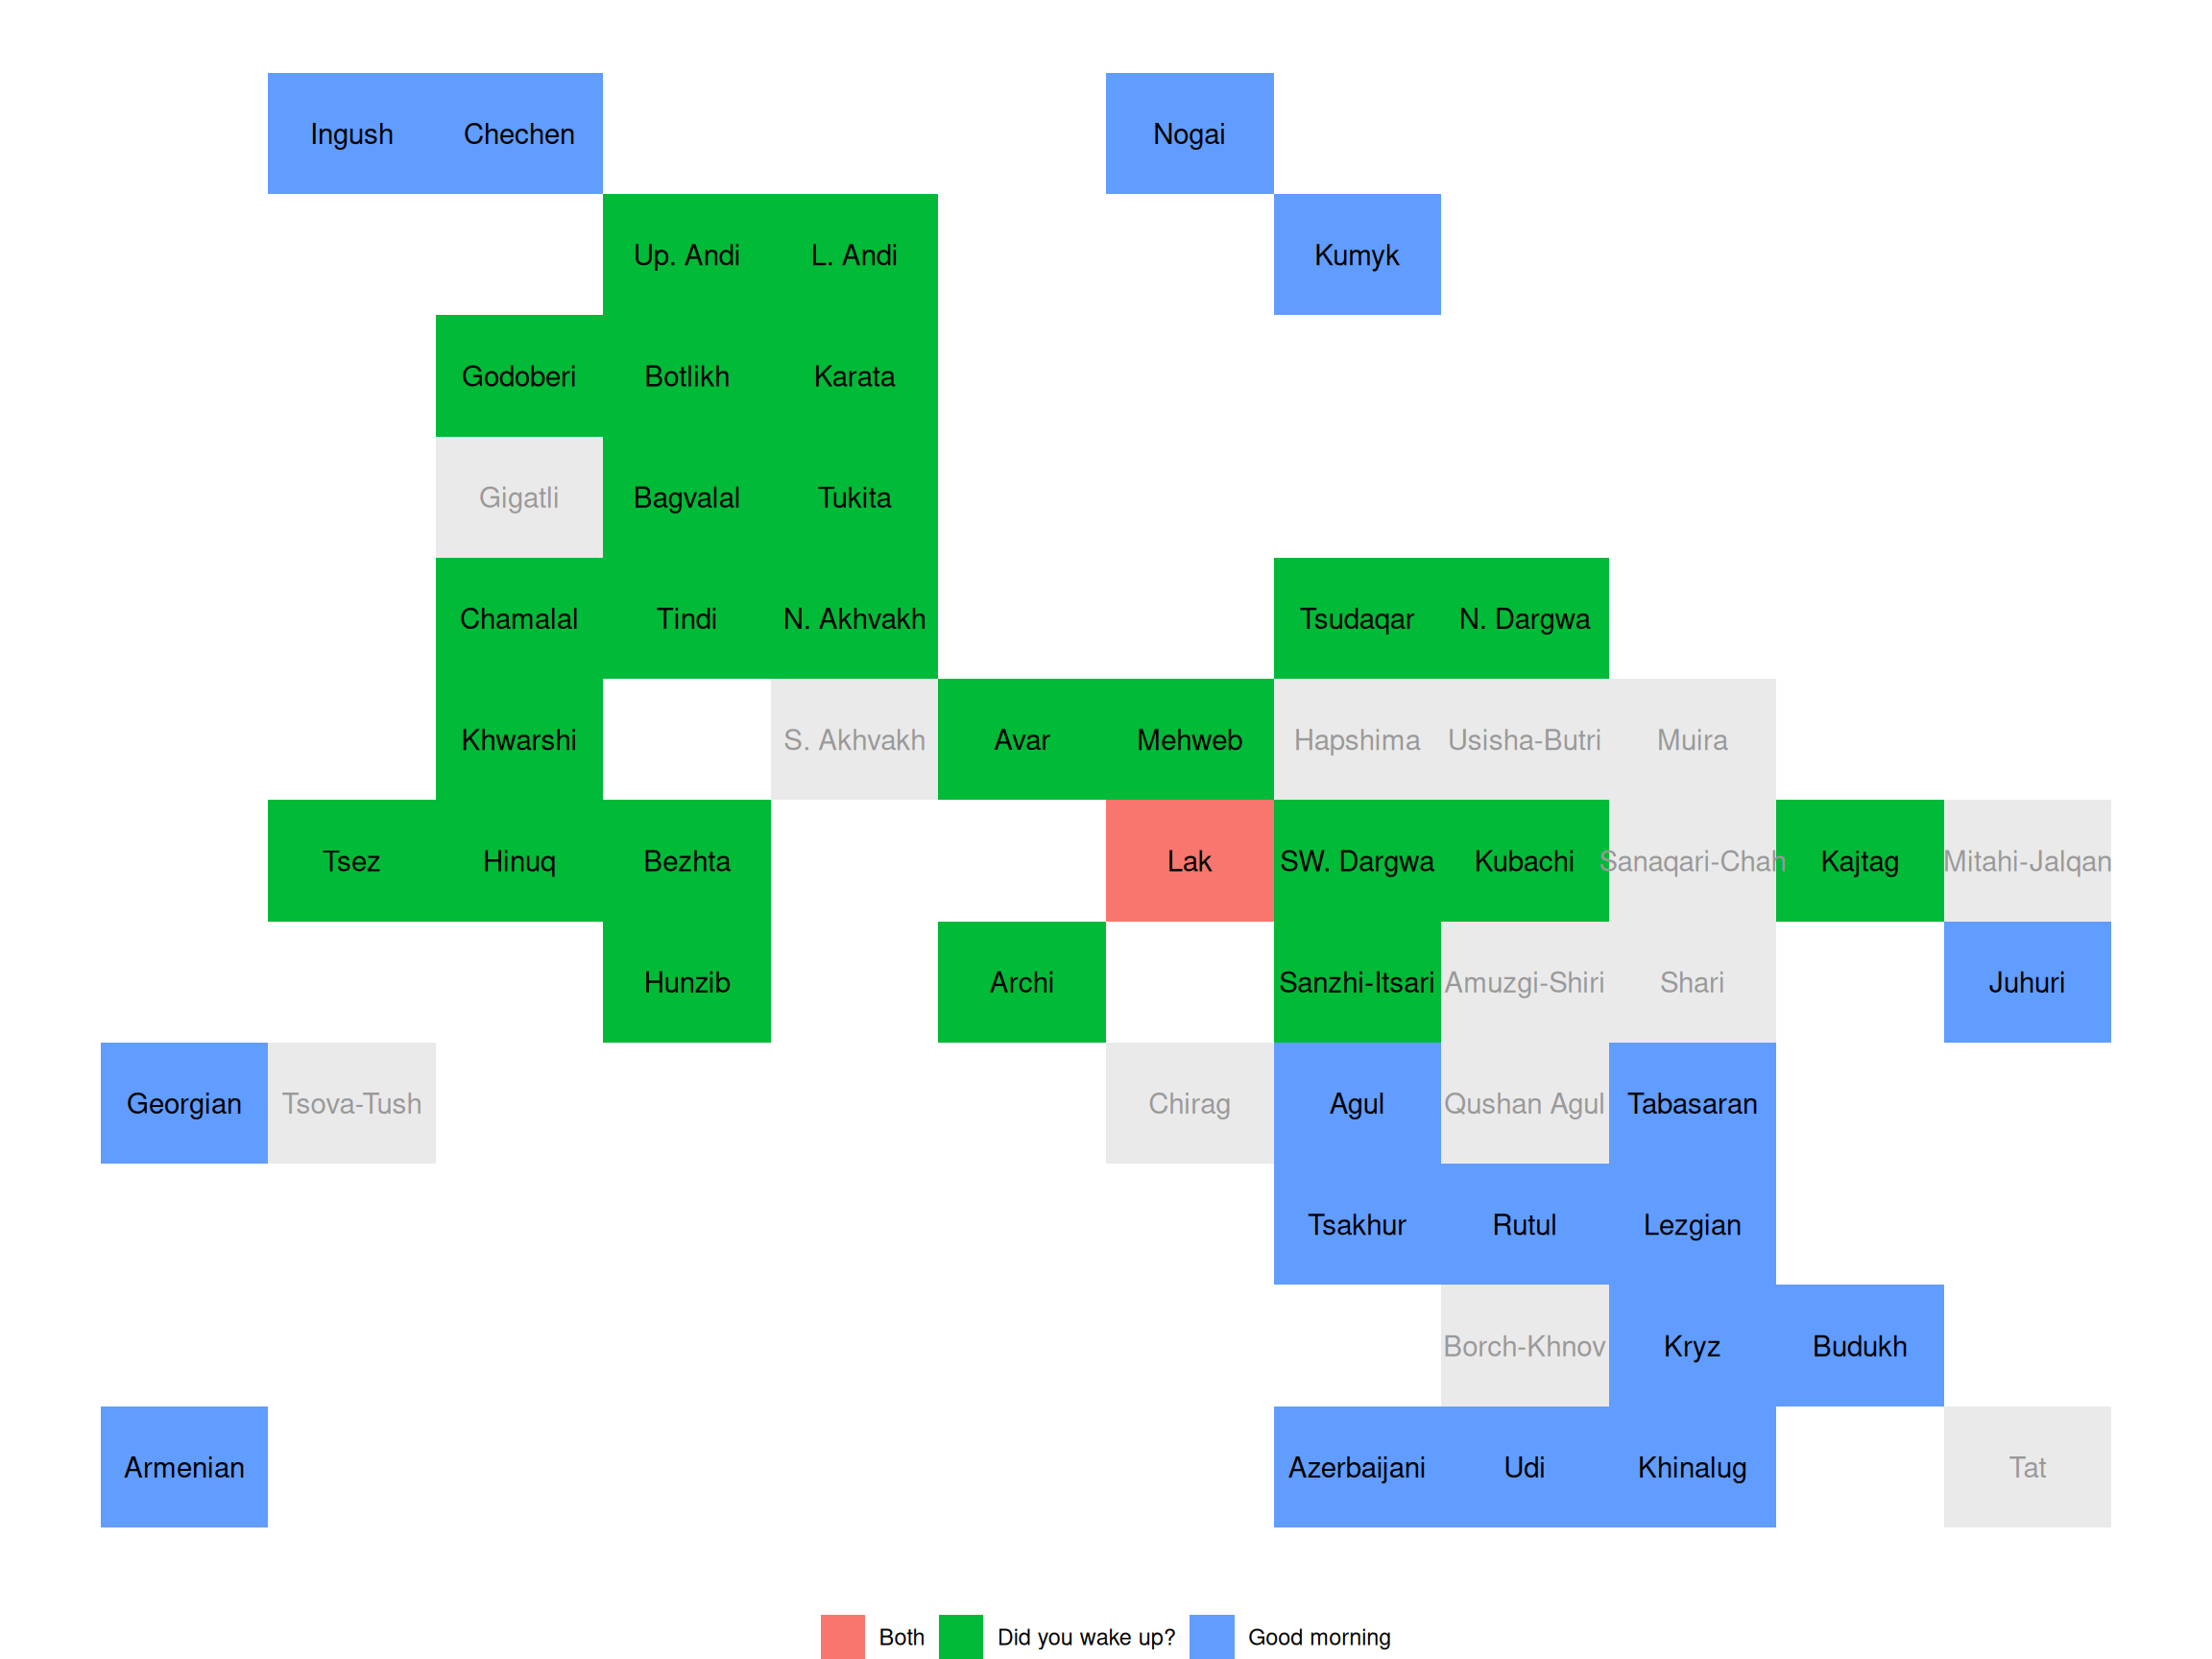 Ingush Chechen Nogai
Up. Andi L. Andi Kumyk
Godoberi Botlikh Karata
Gigatli Bagvalal Tukita
Chamalal Tindi N. Akhvakh Tsudaqar N. Dargwa
Khwarshi S. Akhvakh Avar Mehweb Hapshima Usisha-Butri Muira
Tsez Hinuq Bezhta Lak SW. Dargwa Kubachi Sanaqari-Chah Kajtag Mitahi-Jalqan
Hunzib Archi Sanzhi-Itsari Amuzgi-Shiri Shari Juhuri
Georgian Tsova-Tush Chirag Agul Qushan Agul Tabasaran
Tsakhur Rutul Lezgian
Borch-Khnov Kryz Budukh
Armenian Azerbaijani Udi Khinalug Tat
Both Did you wake up? Good morning